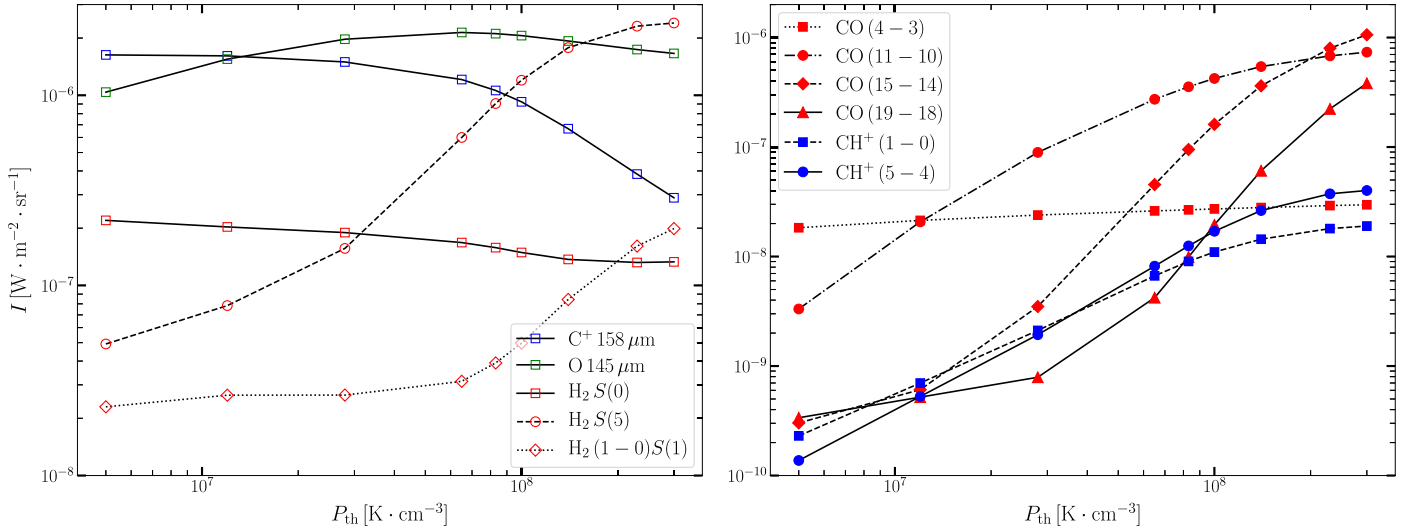 I [W · m⁻² · sr⁻¹]
10⁻⁶
10⁻⁷
10⁻⁸
10⁷
10⁸
P_th [K · cm⁻³]
C⁺ 158 μm
O 145 μm
H₂ S(0)
H₂ S(5)
H₂ (1 − 0)S(1)
CO (4 − 3)
CO (11 − 10)
CO (15 − 14)
CO (19 − 18)
CH⁺ (1 − 0)
CH⁺ (5 − 4)
10⁻⁶
10⁻⁷
10⁻⁸
10⁻⁹
10⁻¹⁰
10⁷
10⁸
P_th [K · cm⁻³]